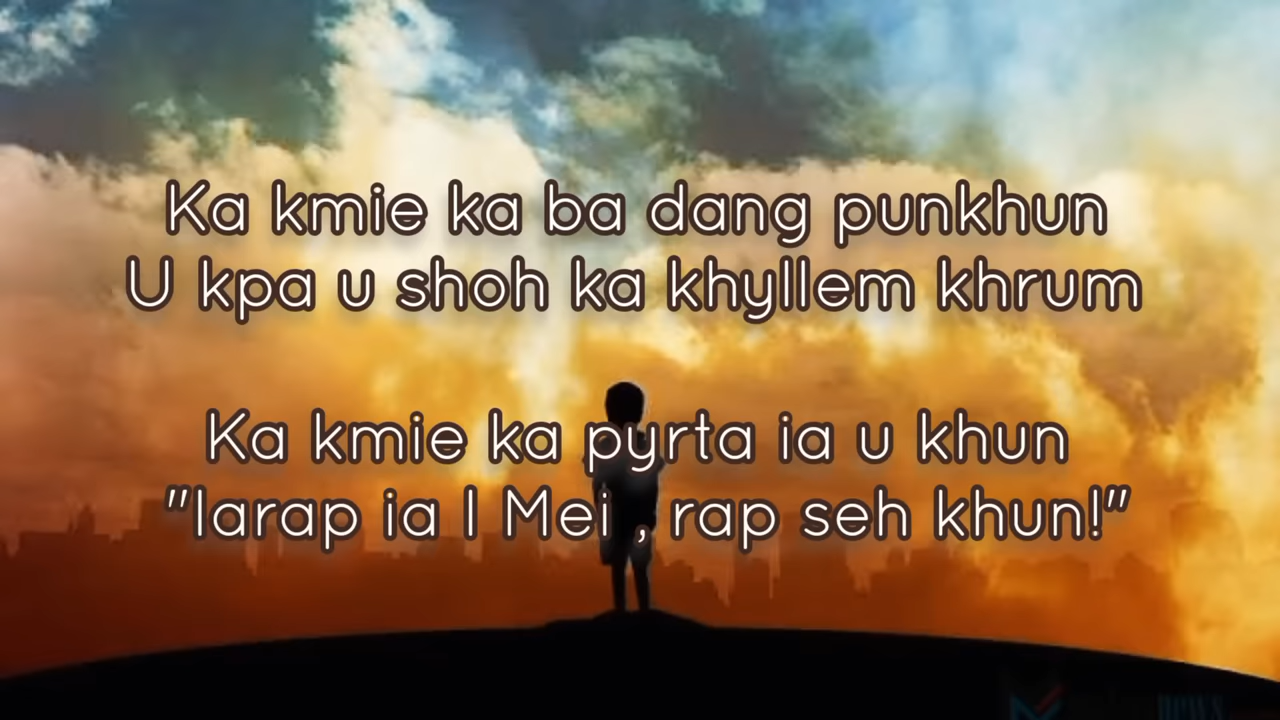 Ka kmie ka ba dang punkhun
U kpa u shoh ka khyllem khrum
Ka kmie ka pyrta ia u khun
"Iarap ia I Mei , rap seh khun!"
news